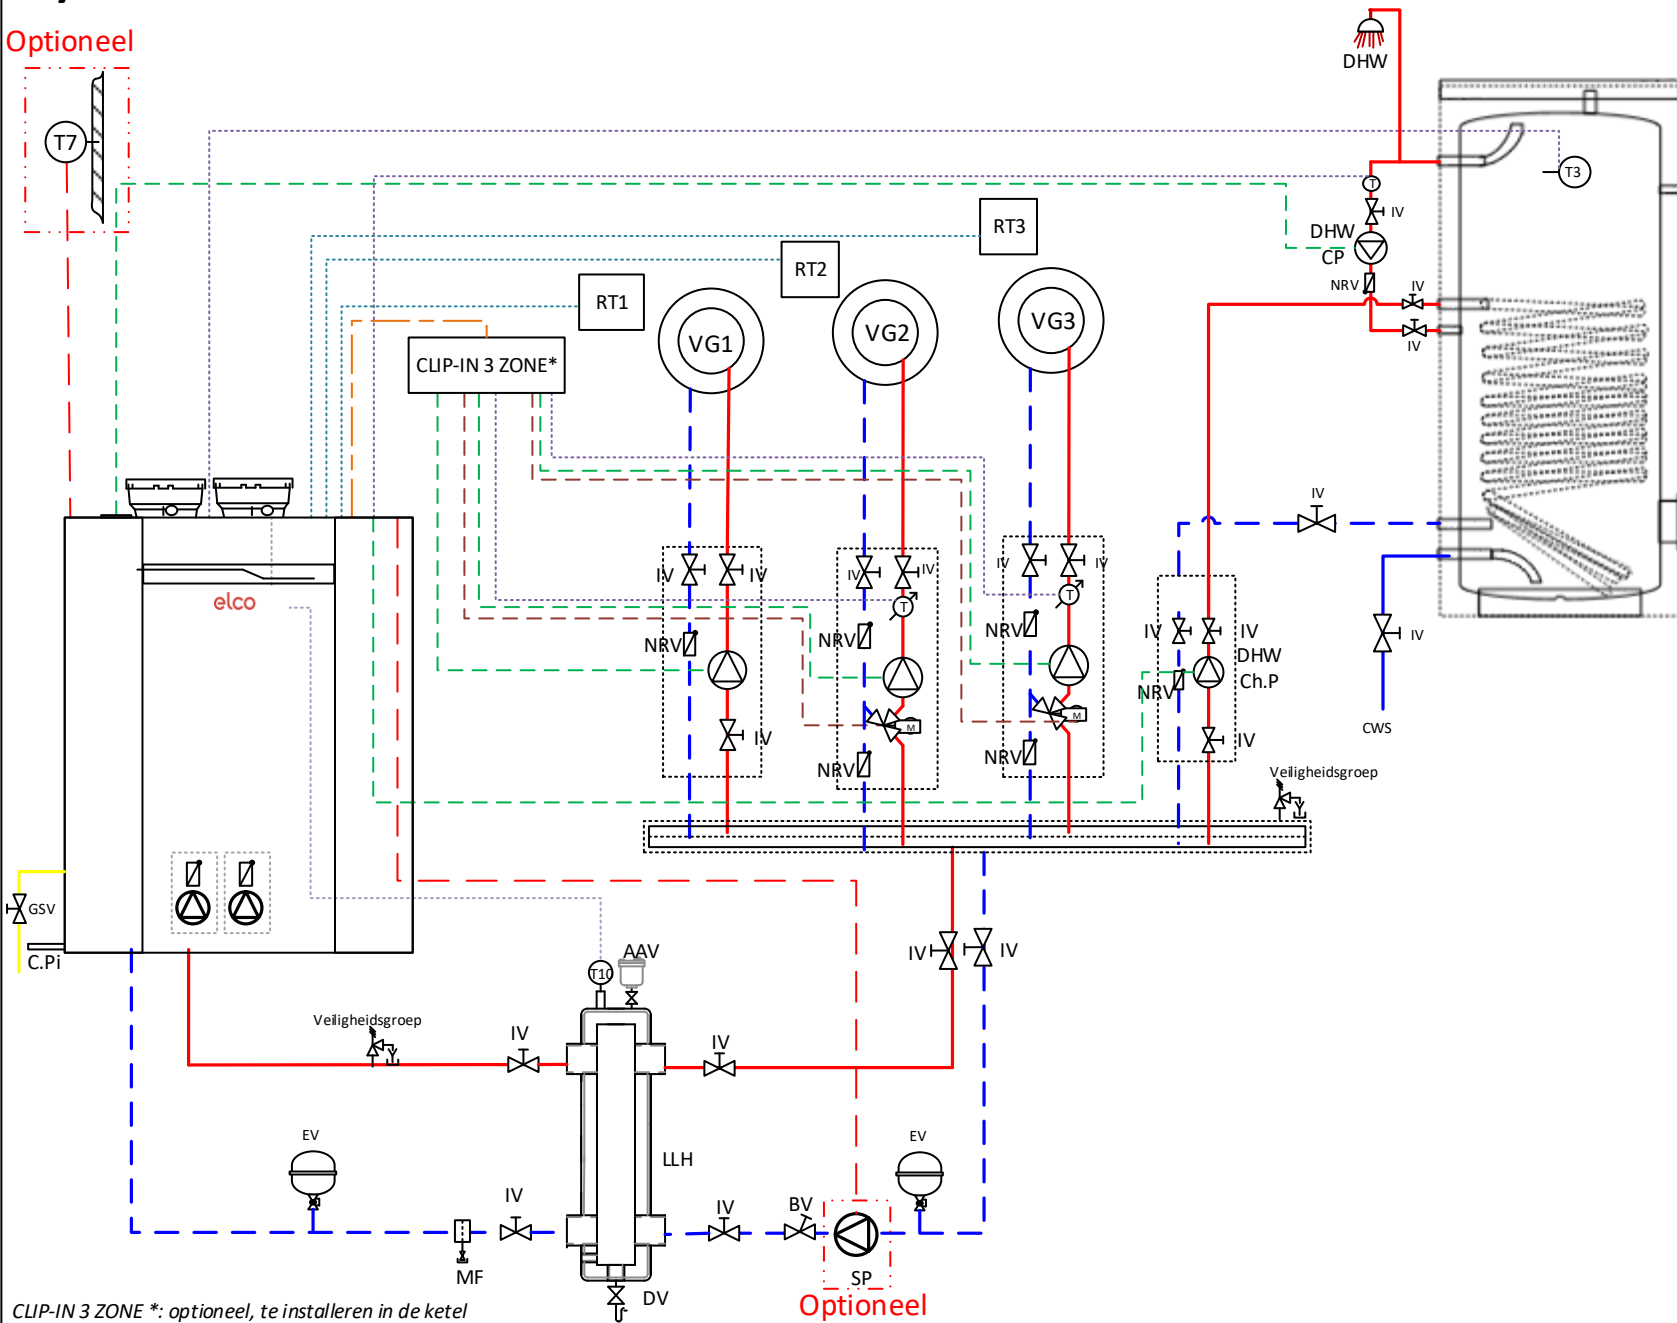 Optioneel
DHW
T7
T3
T
IV
RT3
DHW
CP
RT2
NRV
IV
RT1
IV
VG1
VG2
VG3
CLIP-IN 3 ZONE*
IV
IV
IV
IV
IV
IV
IV
T
T
elco
NRV
NRV
NRV
IV
IV
IV
DHW
Ch.P
NRV
M
M
CWS
IV
IV
NRV
NRV
Veiligheidsgroep
GSV
C.Pi
AAV
T10
IV
IV
Veiligheidsgroep
IV
IV
EV
EV
LLH
IV
IV
BV
MF
SP
DV
Optioneel
CLIP-IN 3 ZONE *: optioneel, te installeren in de ketel